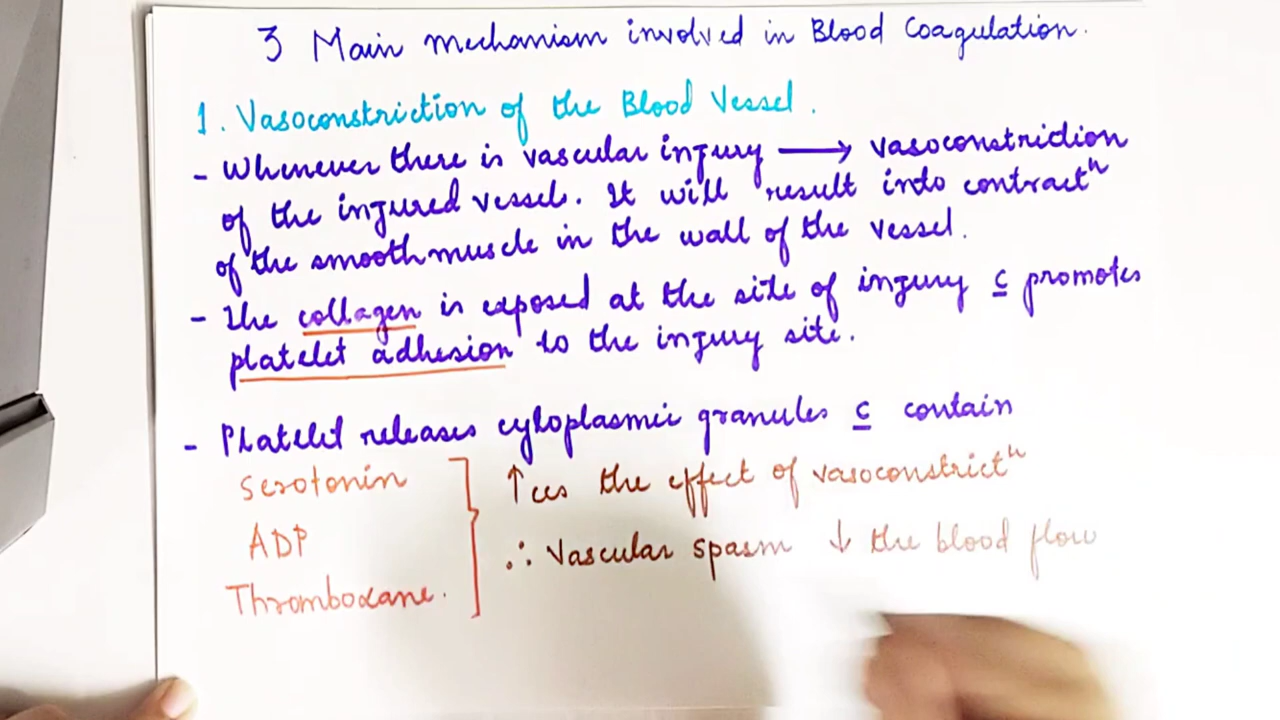 3 Main mechanism involved in Blood Coagulation.
1. Vasoconstriction of the Blood Vessel.
- Whenever there is vascular injury → vasoconstriction
of the injured vessel. It will result into contractⁿ
of the smooth muscle in the wall of the vessel.
- The collagen is exposed at the site of injury c̲ promotes
platelet adhesion to the injury site.
- Platelet releases cytoplasmic granules c̲ contain
Serotonin
ADP
Thromboxane.
↑ces the effect of vasoconstrictⁿ
∴ Vascular spasm ↓ the blood flow